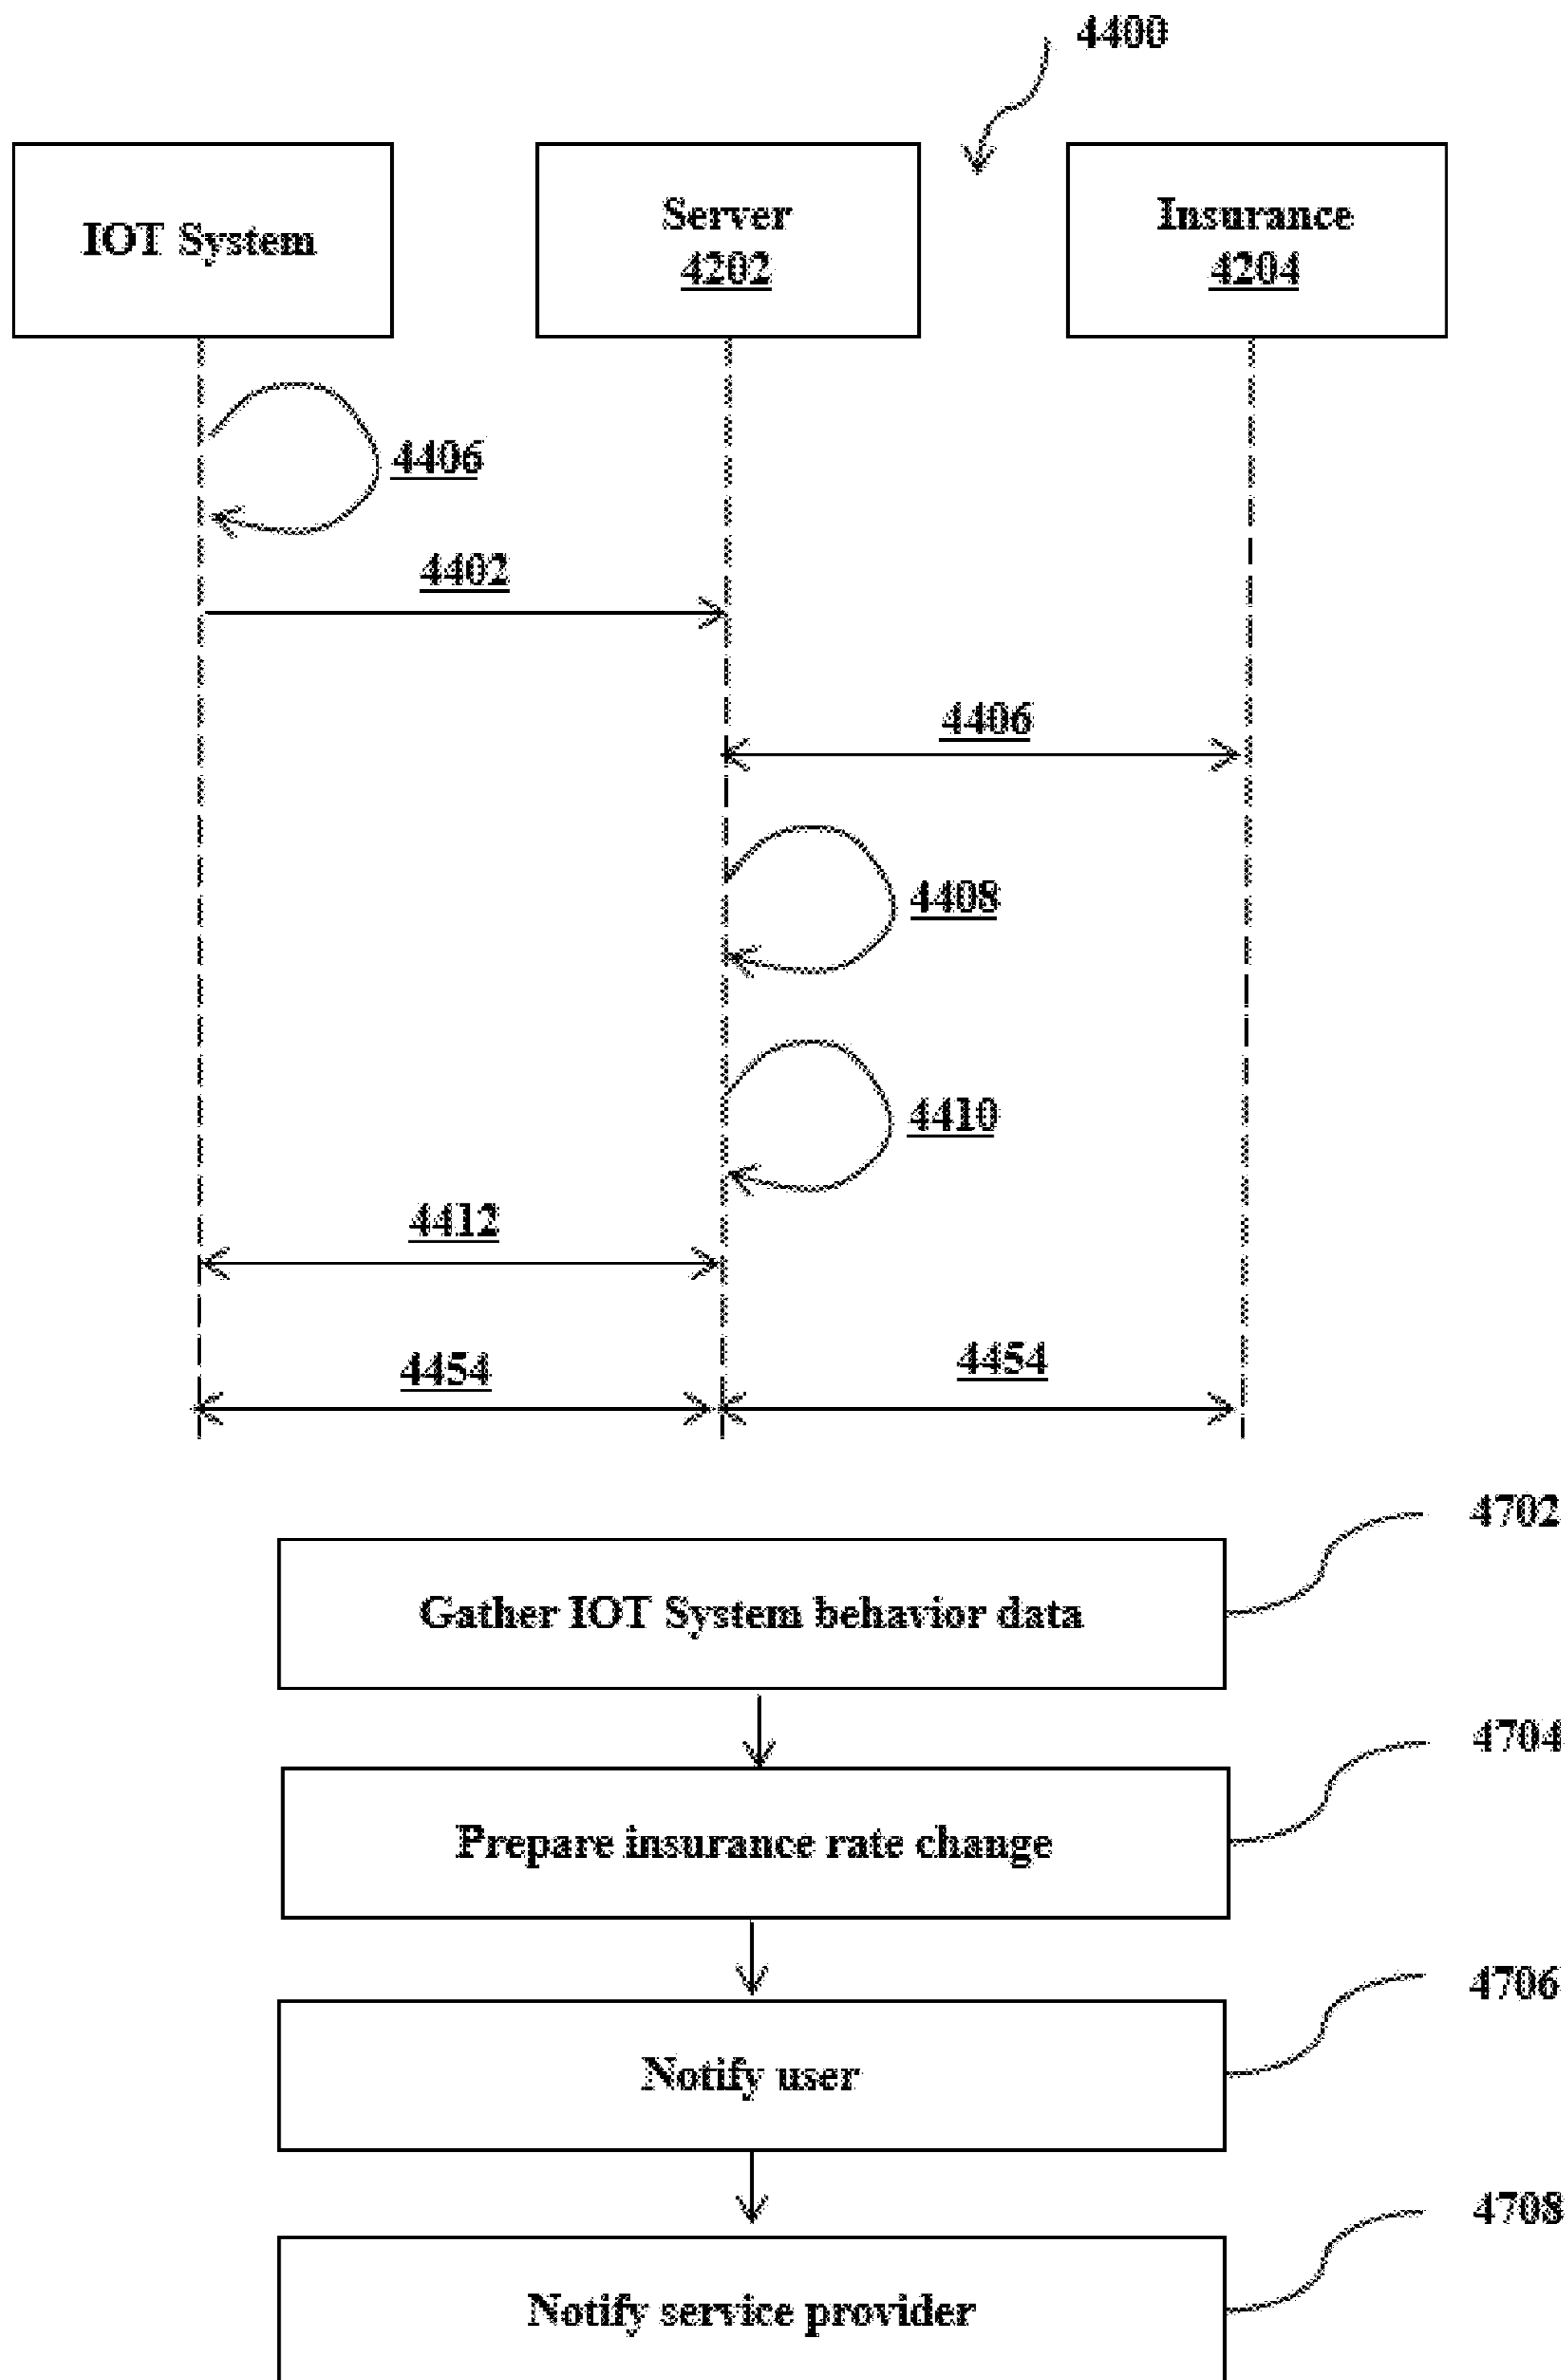 4400
IOT System
Server
4202
Insurance
4204
4406
4402
4406
4408
4410
4412
4454
4454
4702
Gather IOT System behavior data
4704
Prepare insurance rate change
4706
Notify user
4708
Notify service provider